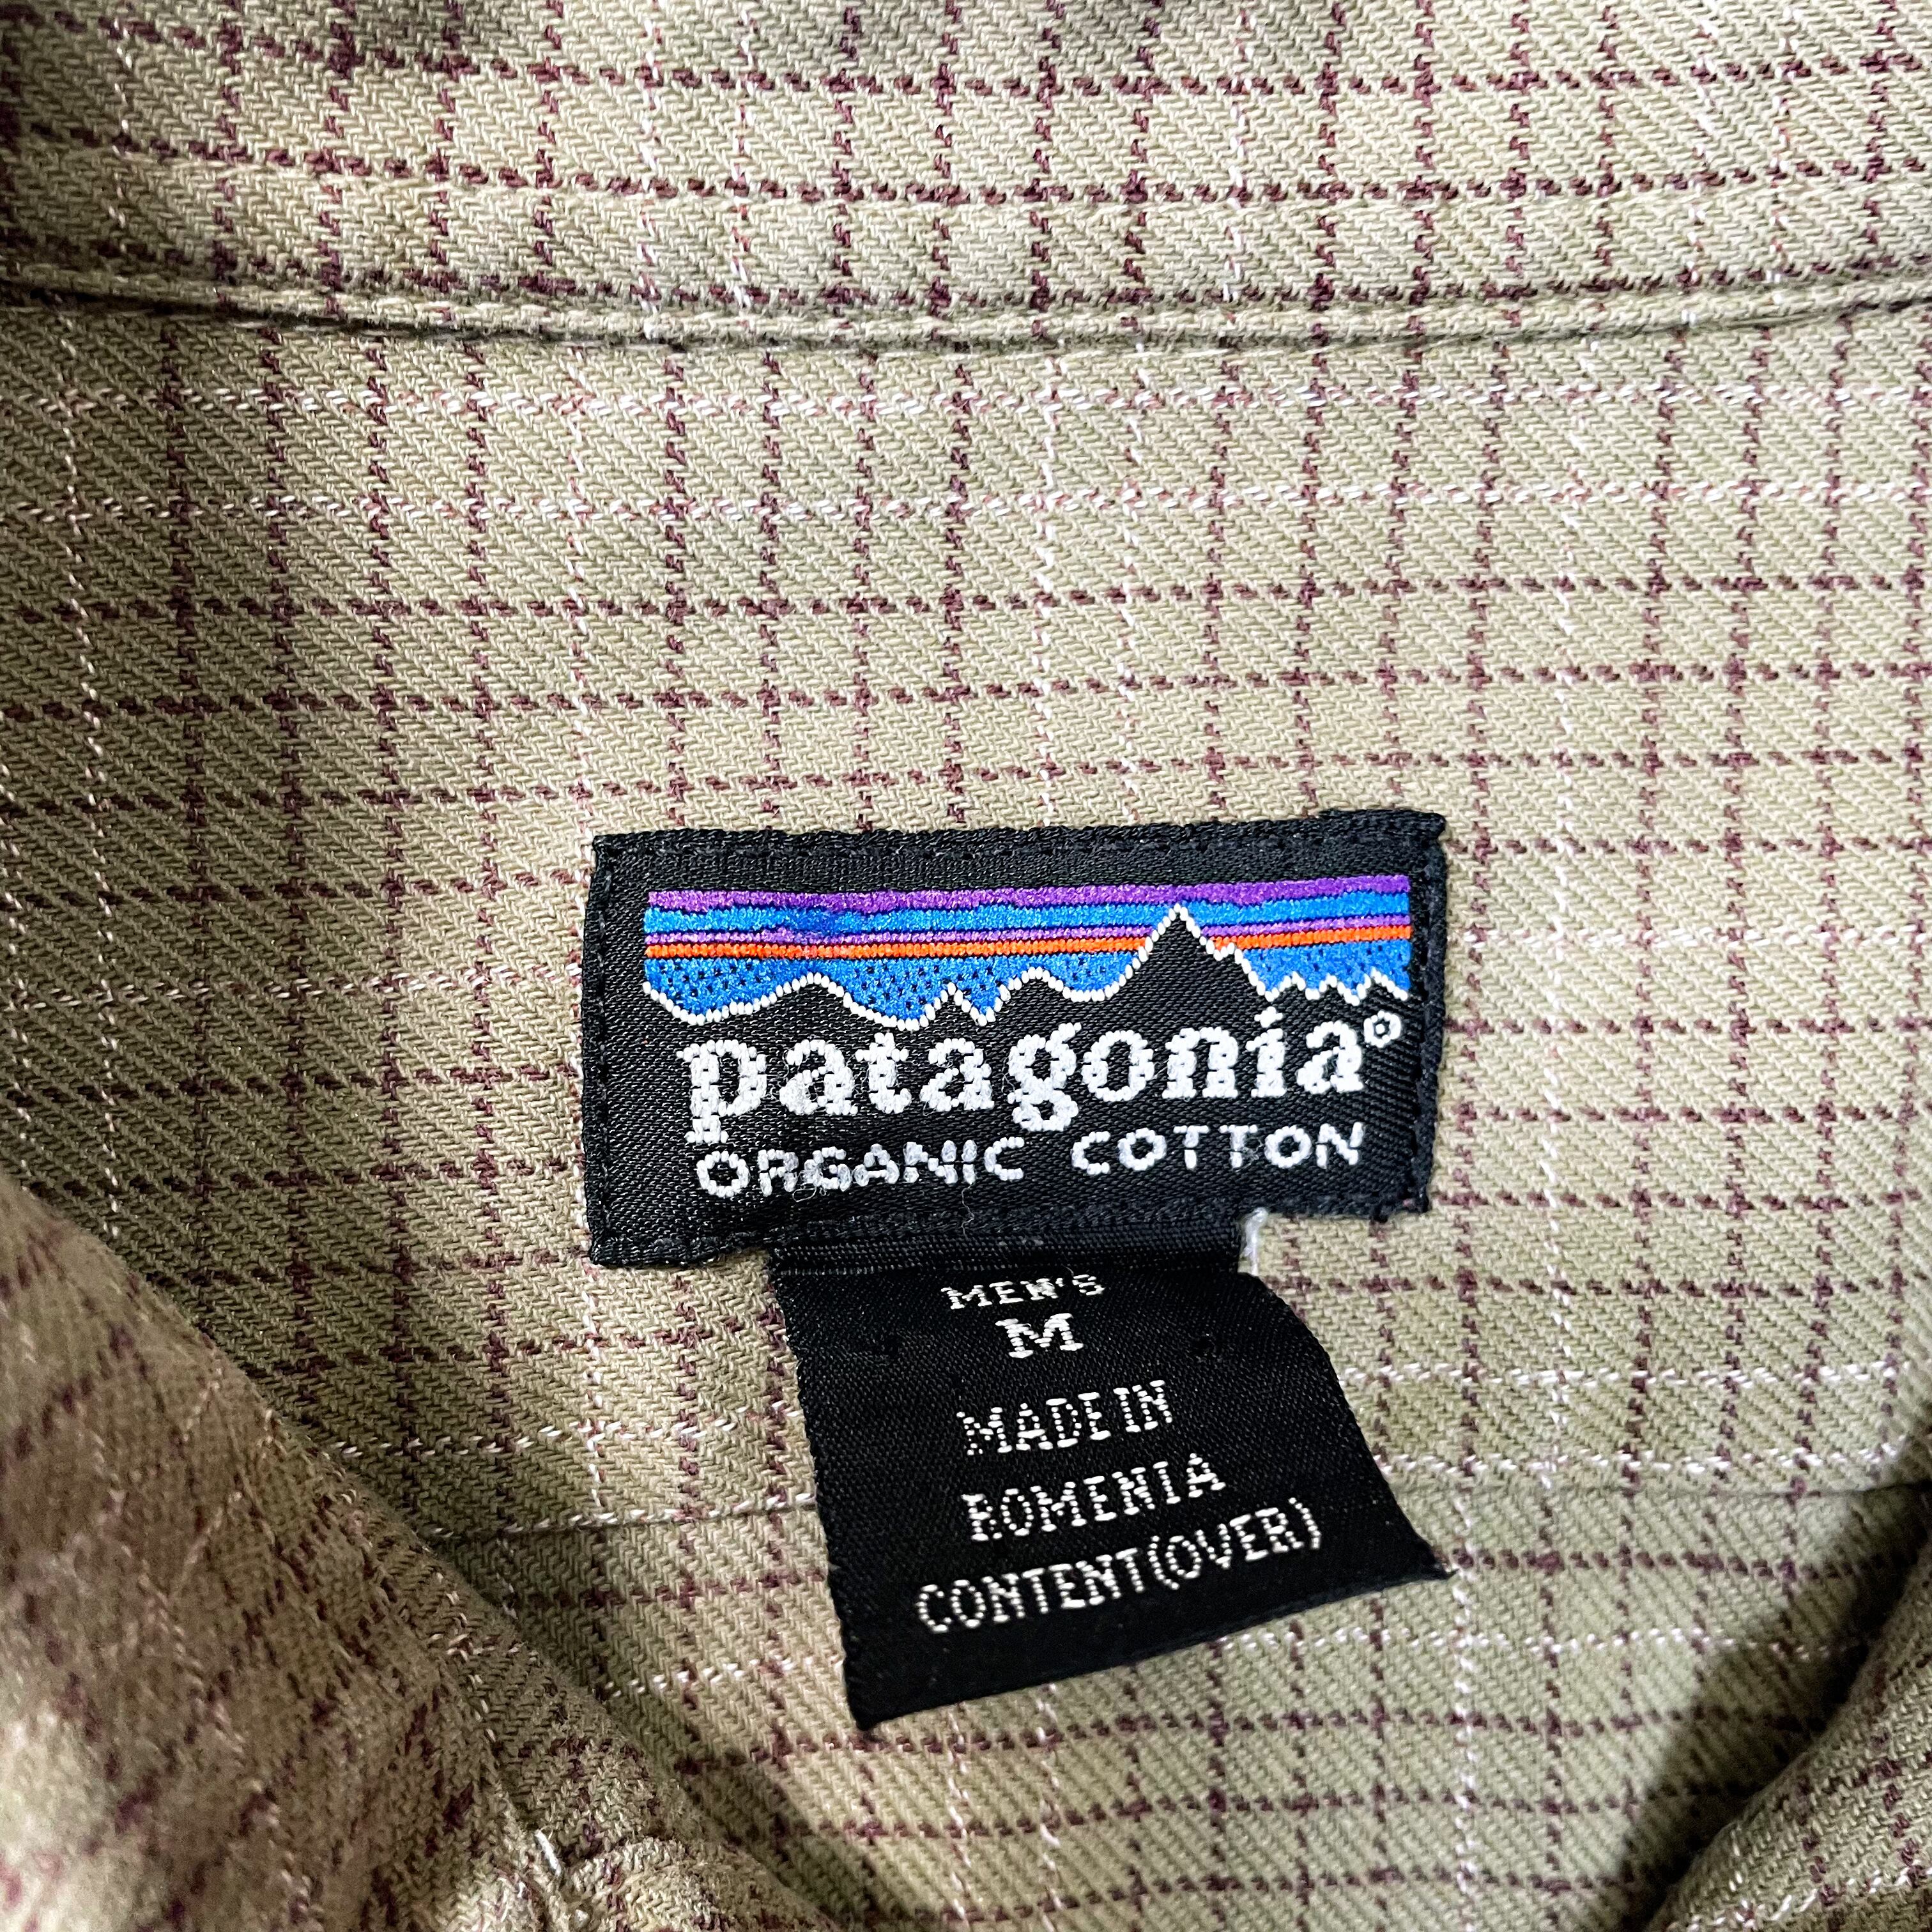 patagonia®
ORGANIC COTTON
MEN'S
M
MADE IN
ROMENIA
CONTENT(OVER)